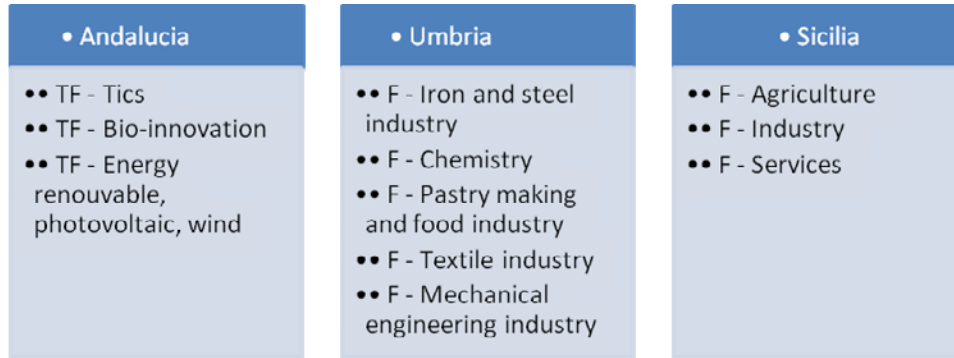 • Andalucia
•• TF - Tics
•• TF - Bio-innovation
•• TF - Energy
renouvable,
photovoltaic, wind
• Umbria
•• F - Iron and steel
industry
•• F - Chemistry
•• F - Pastry making
and food industry
•• F - Textile industry
•• F - Mechanical
engineering industry
• Sicilia
•• F - Agriculture
•• F - Industry
•• F - Services